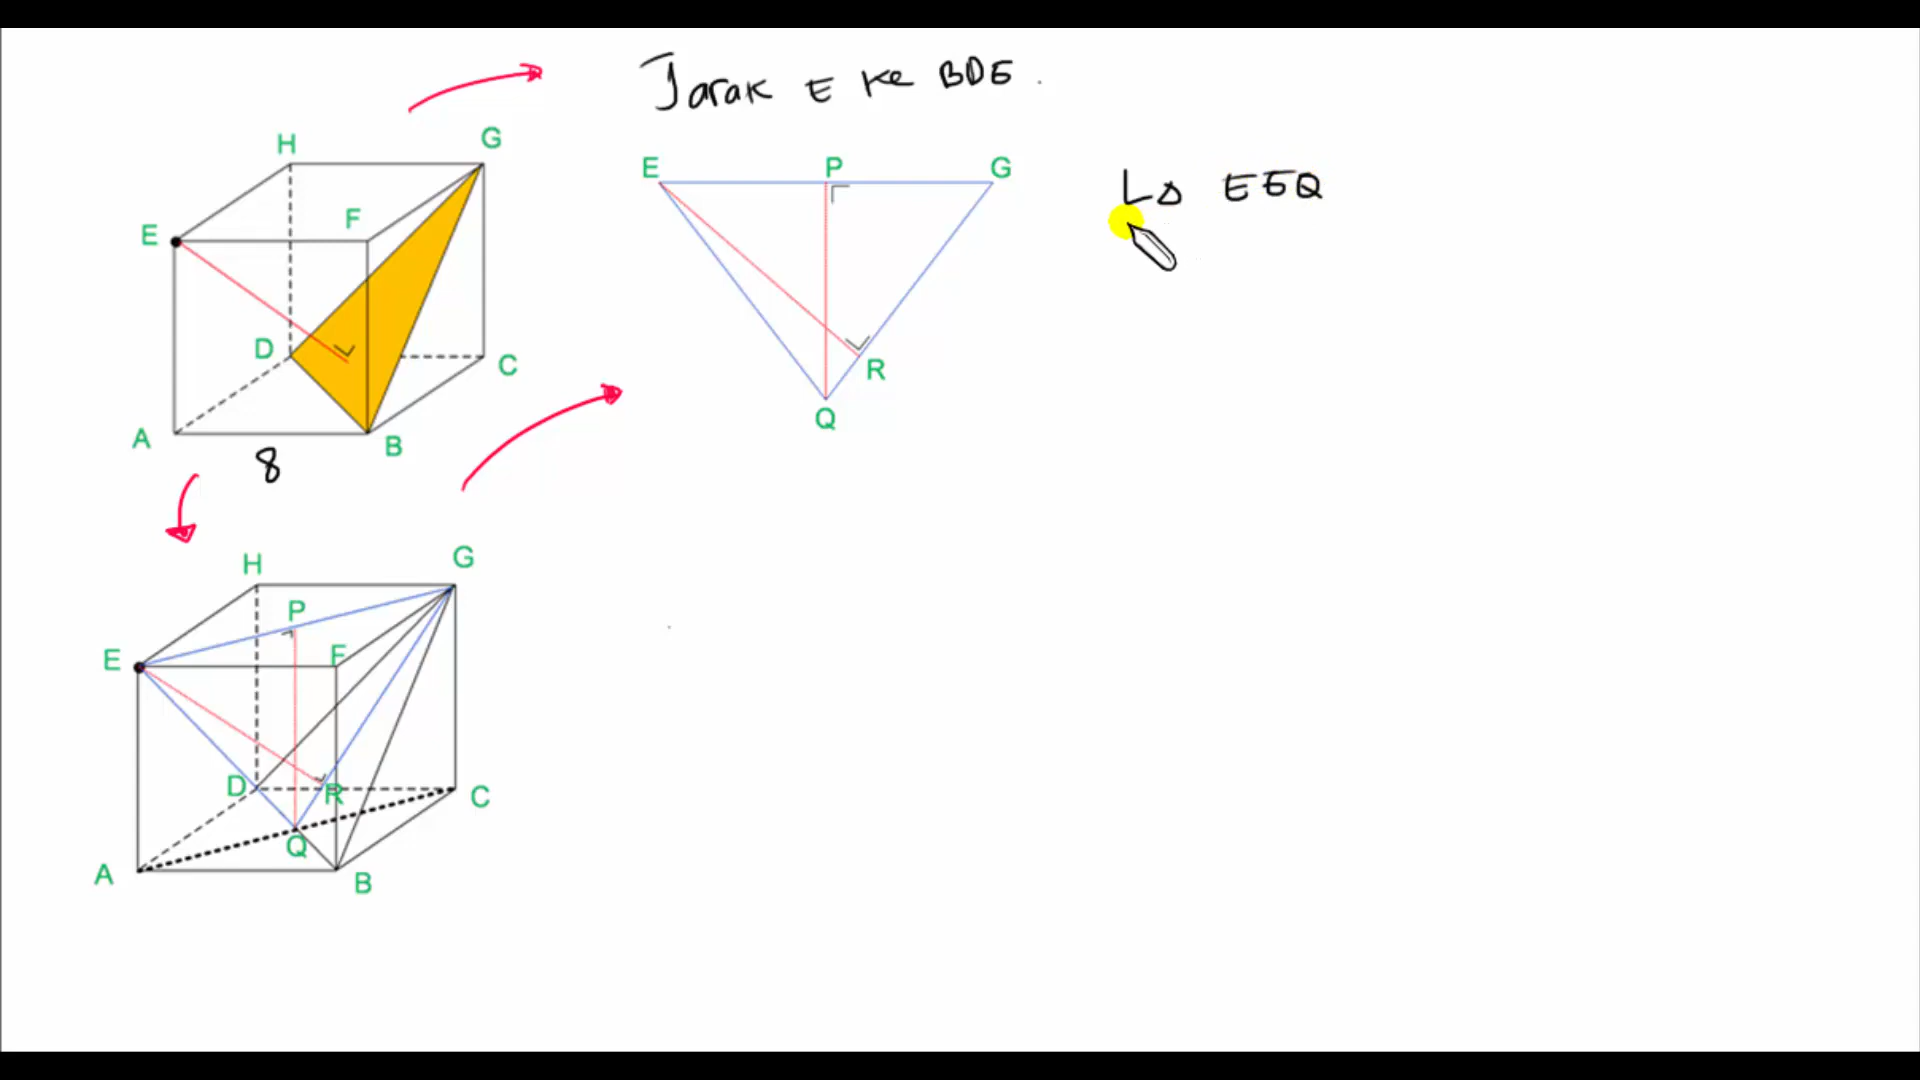 Jarak E ke BDG.
H G
E F
D C
A B
8
E P G
R
Q
L△ EGQ
H G
P
E F
D R C
Q
A B